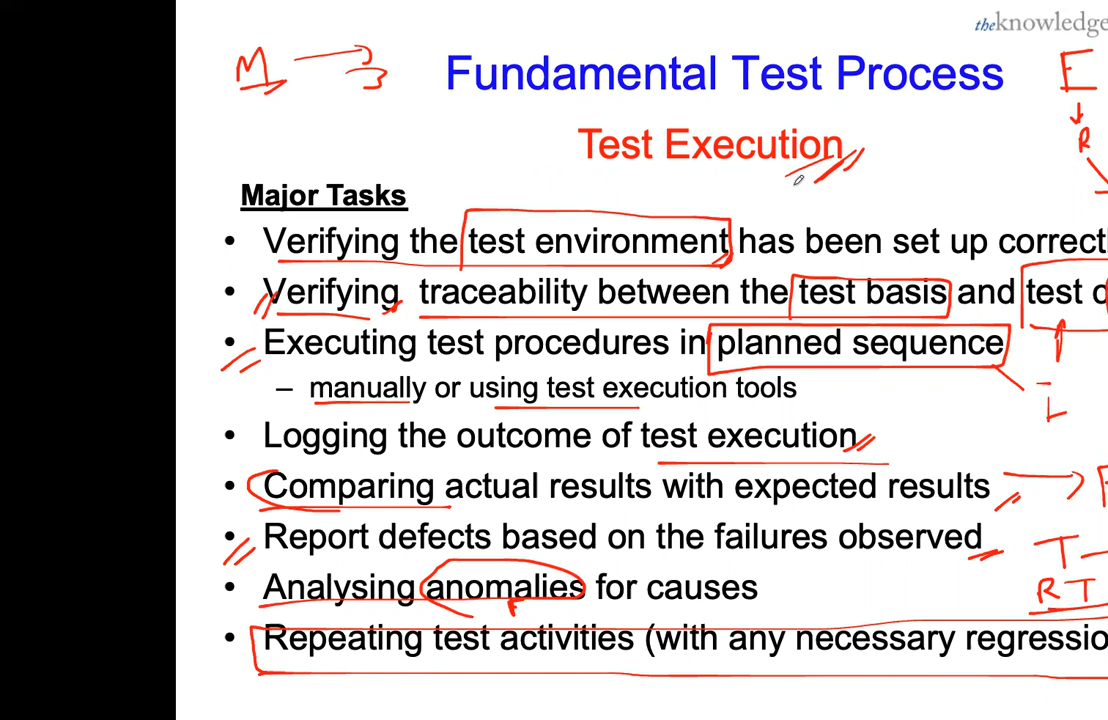 theknowledge
M → 3
Fundamental Test Process
E
Test Execution
R
Major Tasks
• Verifying the test environment has been set up correctl
• Verifying traceability between the test basis and test c
• Executing test procedures in planned sequence
– manually or using test execution tools
L
• Logging the outcome of test execution
• Comparing actual results with expected results
• Report defects based on the failures observed
T
• Analysing anomalies for causes
RT
• Repeating test activities (with any necessary regressio